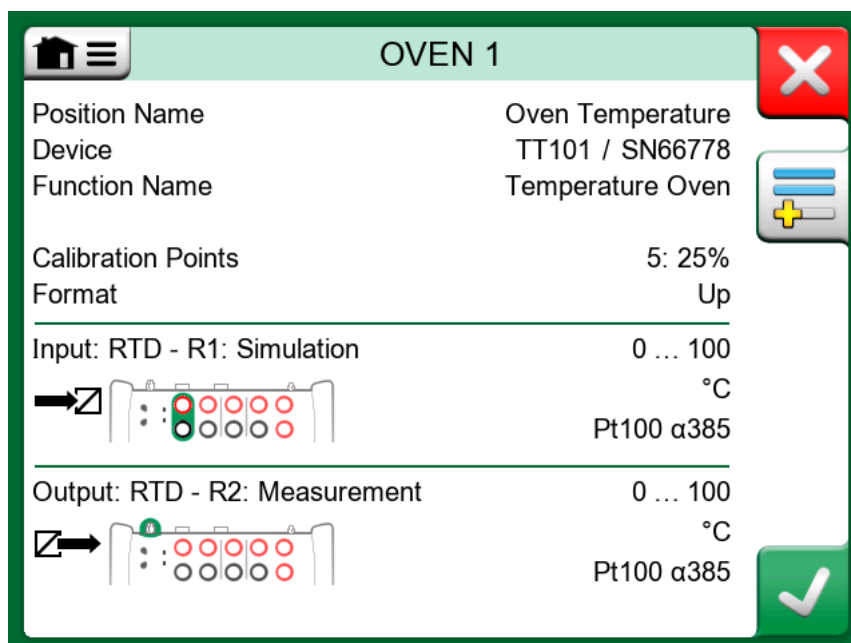 OVEN 1
Position Name Oven Temperature
Device TT101 / SN66778
Function Name Temperature Oven
Calibration Points 5: 25%
Format Up
Input: RTD - R1: Simulation 0 ... 100
°C
Pt100 α385
Output: RTD - R2: Measurement 0 ... 100
°C
Pt100 α385